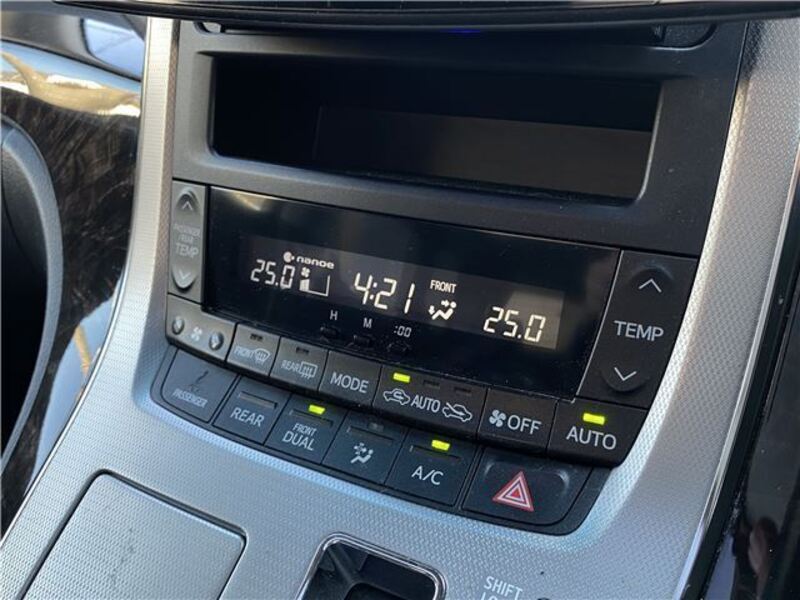 PASSENGER
/REAR
TEMP
nanoe
25.0
4:21
FRONT
25.0
H M :00
TEMP
FRONT
REAR
MODE
AUTO
OFF
AUTO
PASSENGER
REAR
FRONT
DUAL
A/C
SHIFT